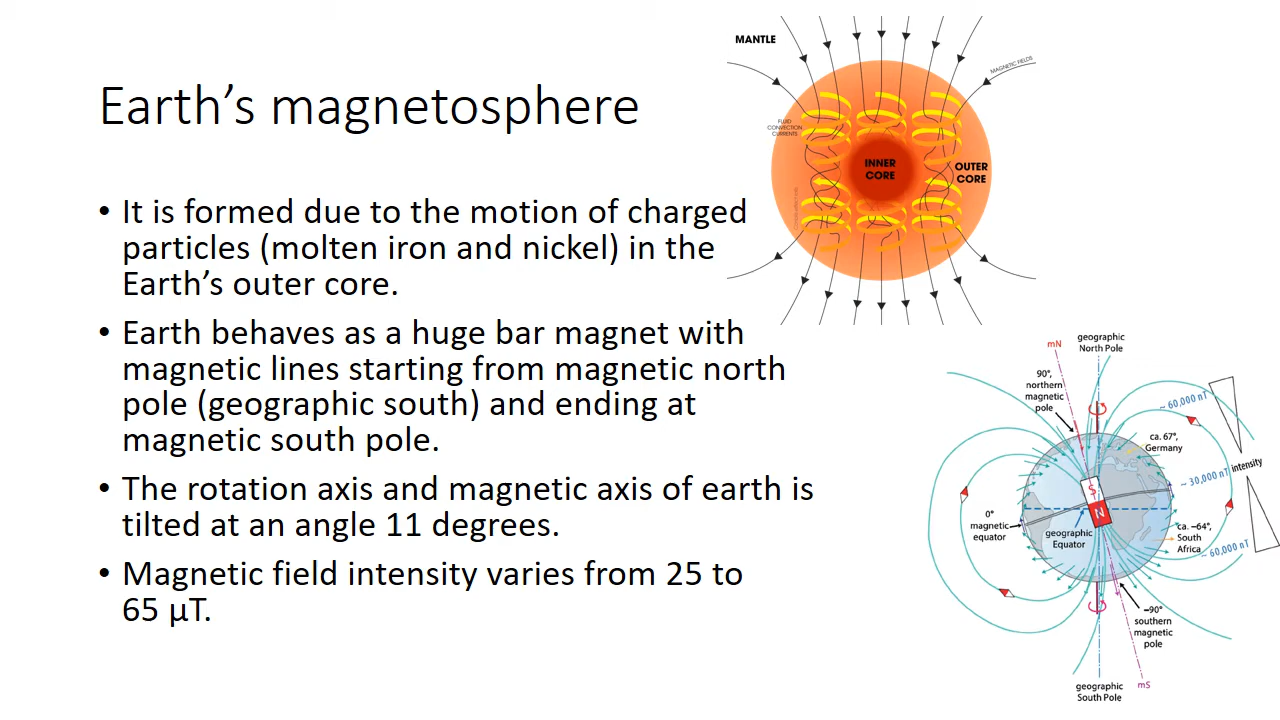 Earth’s magnetosphere
• It is formed due to the motion of charged
particles (molten iron and nickel) in the
Earth’s outer core.
• Earth behaves as a huge bar magnet with
magnetic lines starting from magnetic north
pole (geographic south) and ending at
magnetic south pole.
• The rotation axis and magnetic axis of earth is
tilted at an angle 11 degrees.
• Magnetic field intensity varies from 25 to
65 µT.
MANTLE
MAGNETIC FIELDS
FLUID
CONVECTION
CURRENTS
INNER
CORE
OUTER
CORE
mN
geographic
North Pole
90°,
northern
magnetic
pole
~ 60,000 nT
ca. 67°,
Germany
~ 30,000 nT
intensity
S
N
0°
magnetic
equator
geographic
Equator
ca. –64°,
South
Africa
~ 60,000 nT
–90°
southern
magnetic
pole
geographic
South Pole
mS